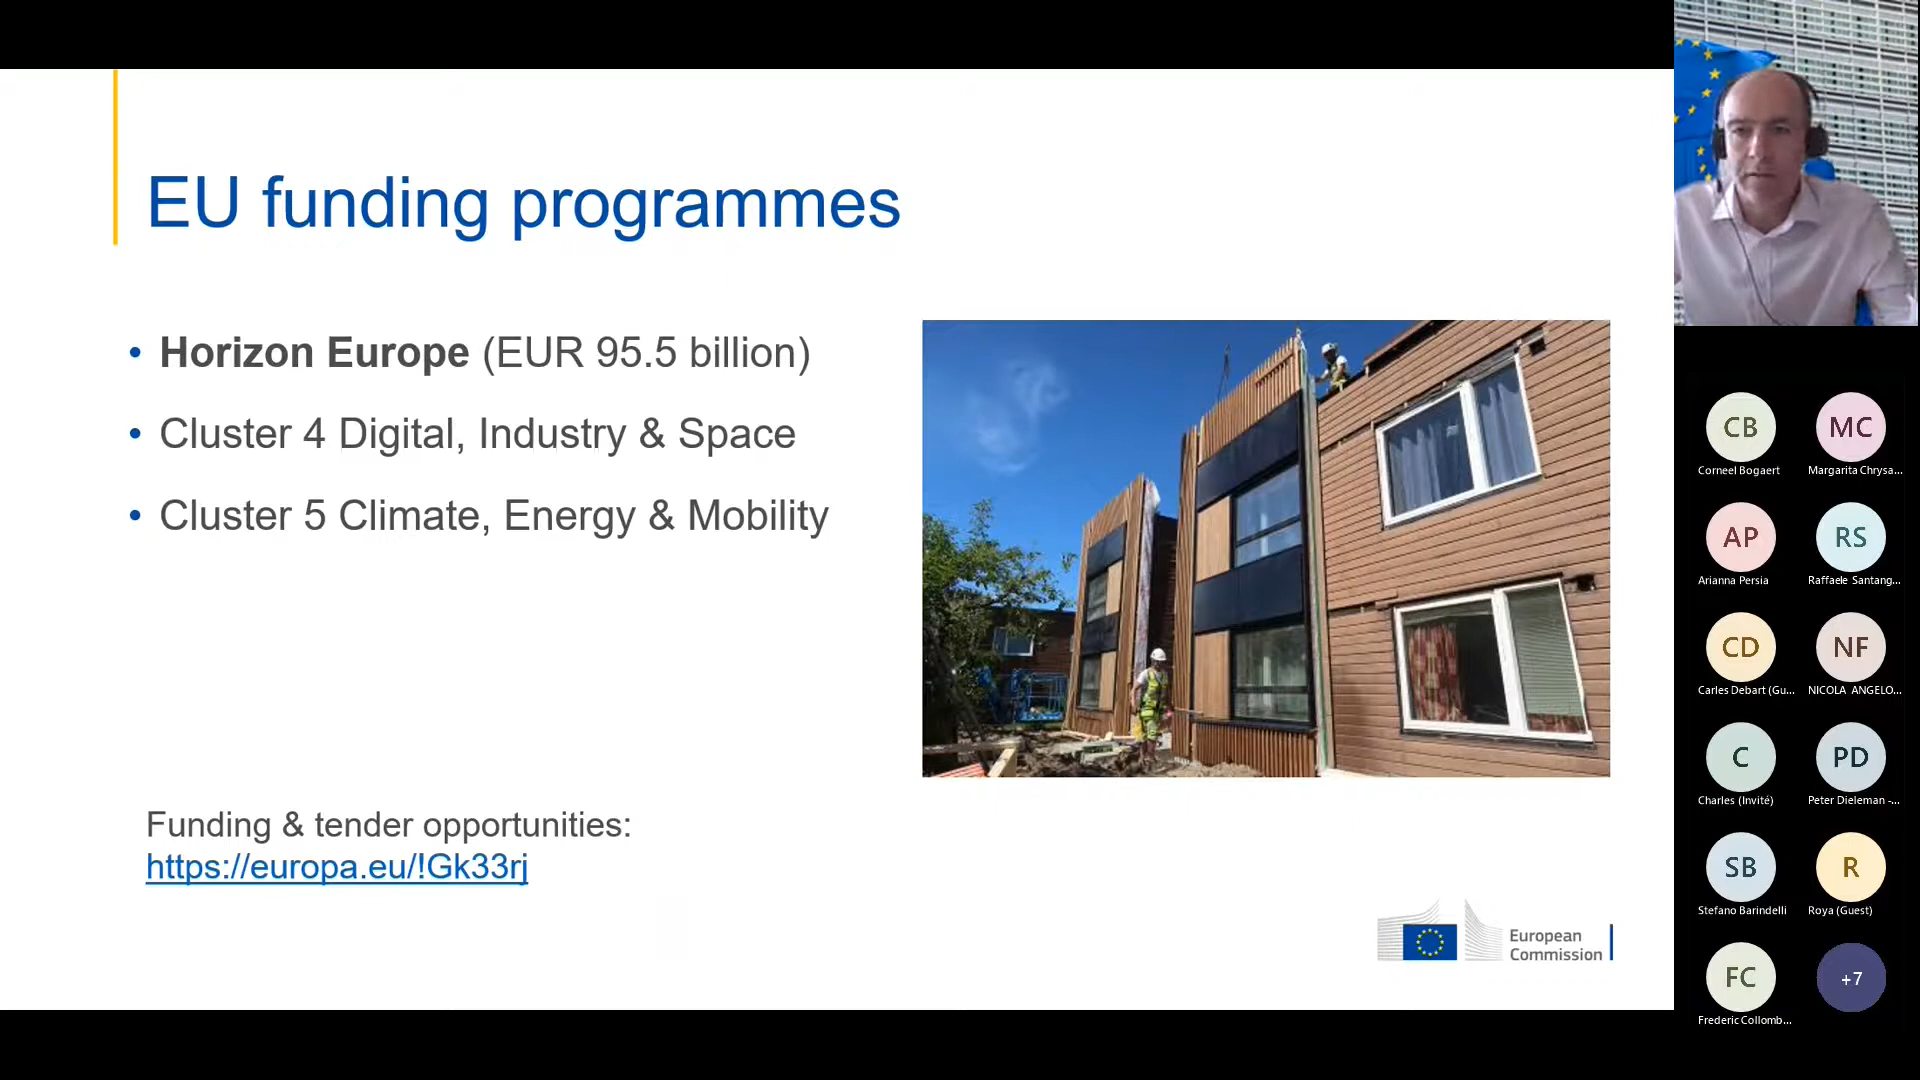 EU funding programmes
• Horizon Europe (EUR 95.5 billion)
• Cluster 4 Digital, Industry & Space
• Cluster 5 Climate, Energy & Mobility
Funding & tender opportunities:
https://europa.eu/!Gk33rj
European
Commission
CB
MC
Corneel Bogaert
Margarita Chrysa...
AP
RS
Arianna Persia
Raffaele Santang...
CD
NF
Carles Debart (Gu...
NICOLA ANGELO...
C
PD
Charles (Invité)
Peter Dieleman -...
SB
R
Stefano Barindelli
Roya (Guest)
FC
+7
Frederic Collomb...